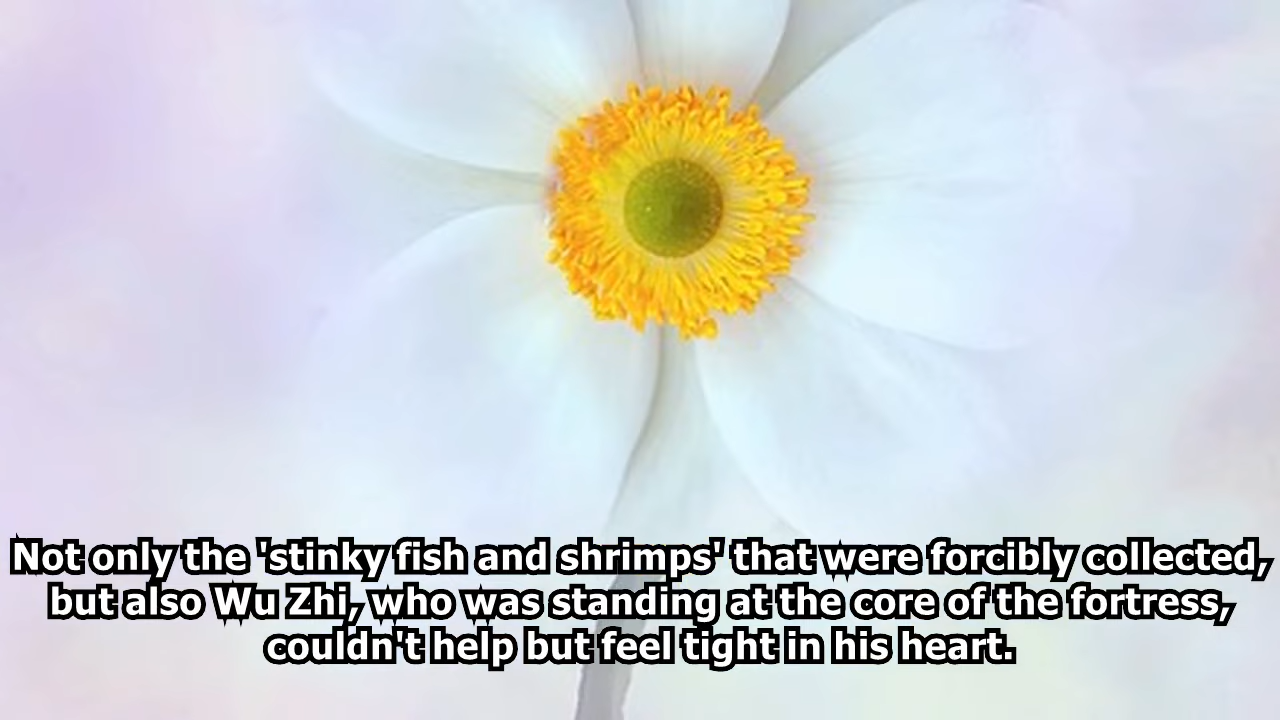 Not only the 'stinky fish and shrimps' that were forcibly collected,
but also Wu Zhi, who was standing at the core of the fortress,
couldn't help but feel tight in his heart.